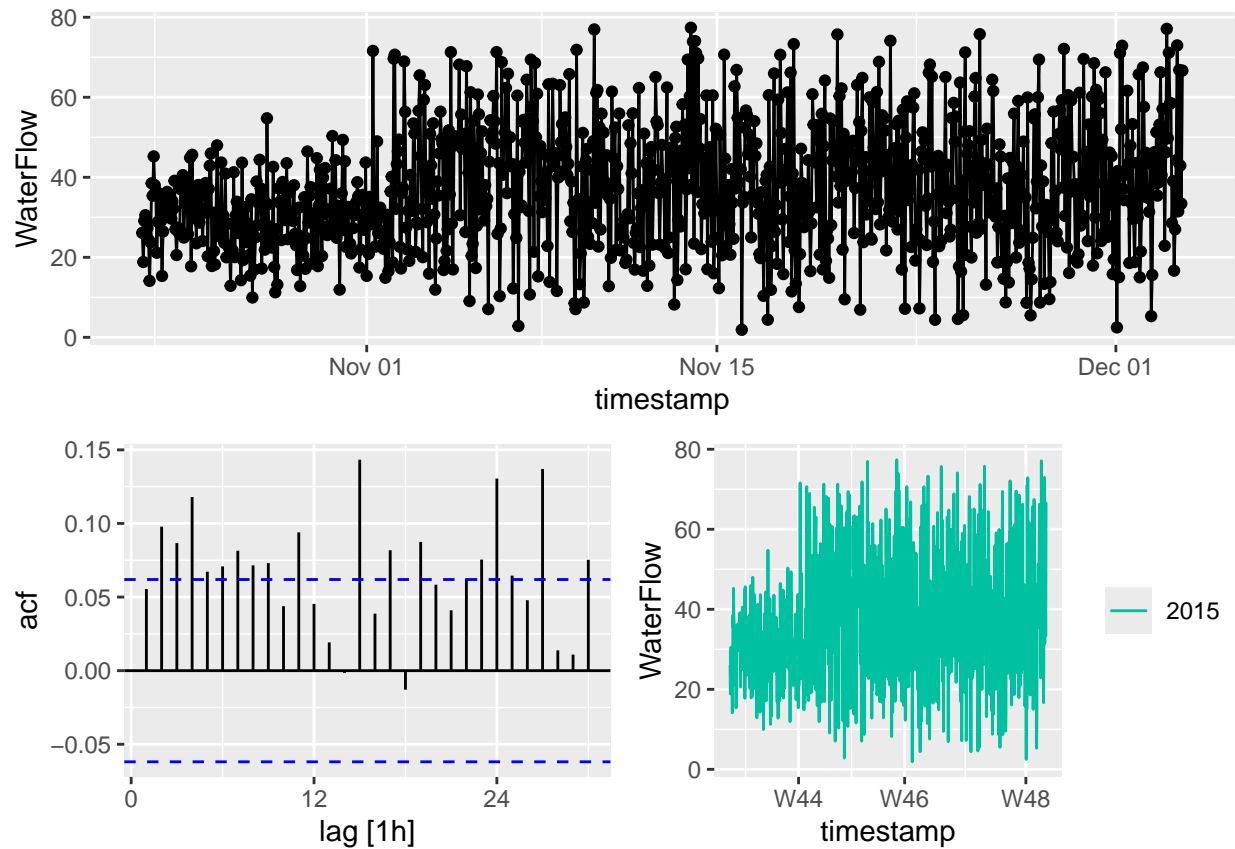 80
60
40
20
0
WaterFlow
Nov 01 Nov 15 Dec 01
timestamp
0.15
0.10
0.05
0.00
−0.05
acf
0 12 24
lag [1h]
80
60
40
20
0
WaterFlow
W44 W46 W48
timestamp
2015